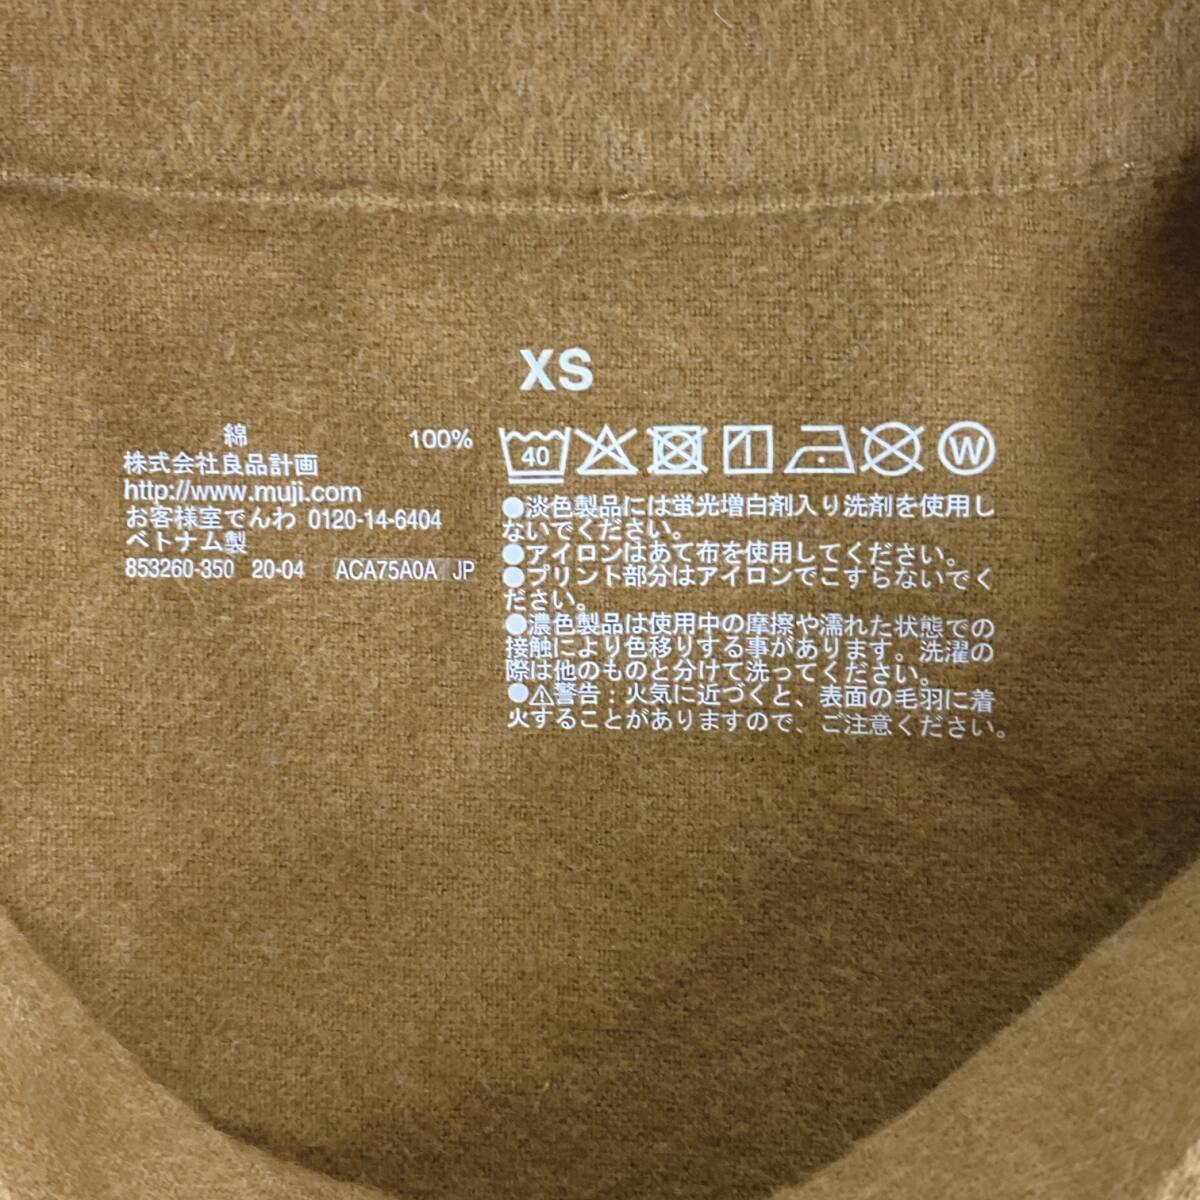 XS
綿 100%
株式会社良品計画
http://www.muji.com
お客様室でんわ 0120-14-6404
ベトナム製
853260-350 20-04 ACA75A0A JP
40
W
●淡色製品には蛍光増白剤入り洗剤を使用し
ないでください。
●アイロンはあて布を使用してください。
●プリント部分はアイロンでこすらないでく
ださい。
●濃色製品は使用中の摩擦や濡れた状態での
接触により色移りする事があります。洗濯の
際は他のものと分けて洗ってください。
●⚠警告：火気に近づくと、表面の毛羽に着
火することがありますので、ご注意ください。